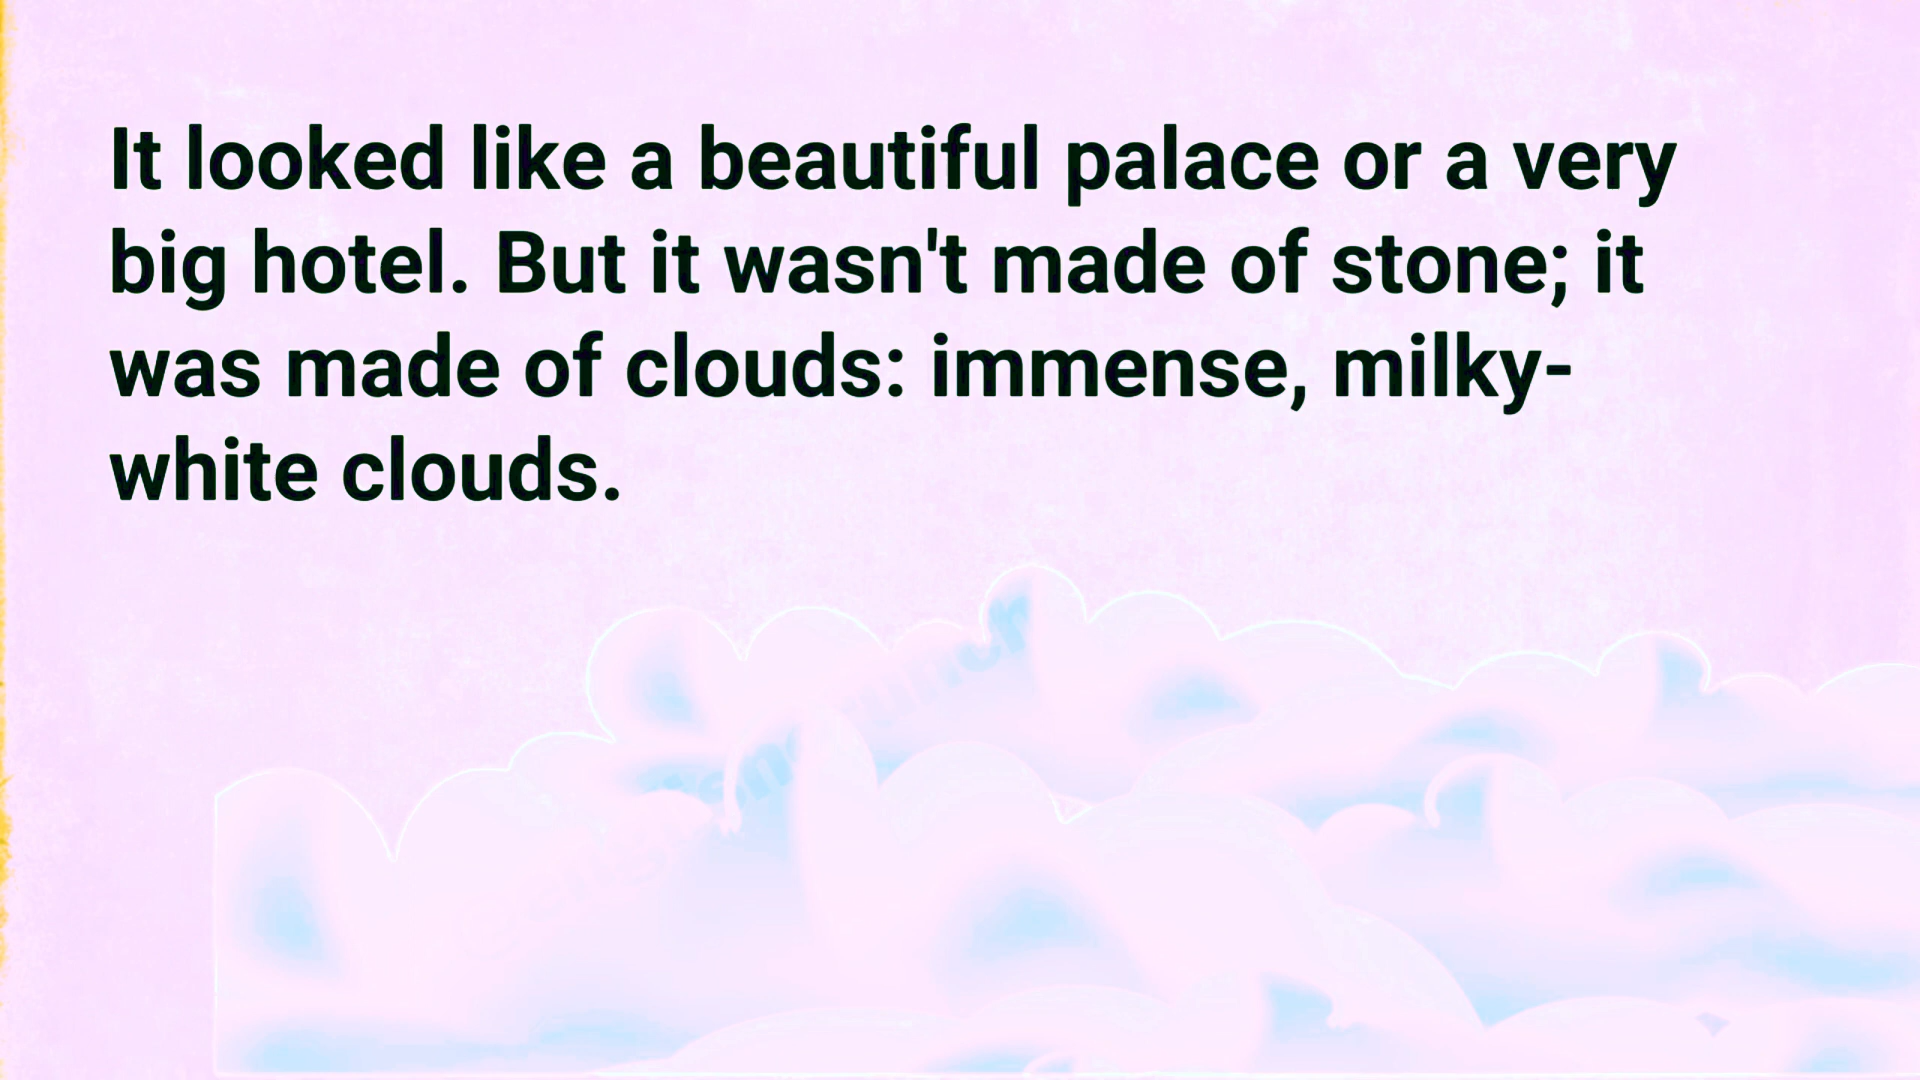 It looked like a beautiful palace or a very
big hotel. But it wasn't made of stone; it
was made of clouds: immense, milky-
white clouds.